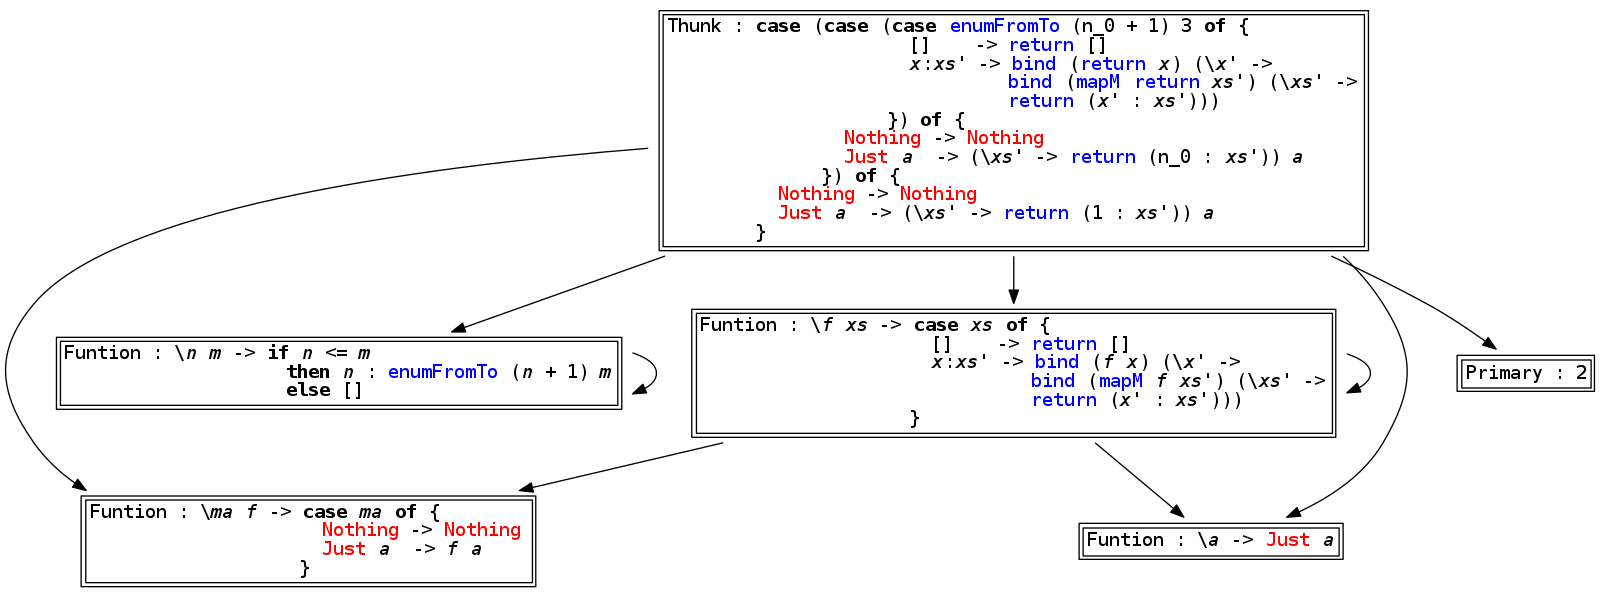 Thunk : case (case (case enumFromTo (n_0 + 1) 3 of {
[] -> return []
x:xs' -> bind (return x) (\x' ->
bind (mapM return xs') (\xs' ->
return (x' : xs')))
}) of {
Nothing -> Nothing
Just a -> (\xs' -> return (n_0 : xs')) a
}) of {
Nothing -> Nothing
Just a -> (\xs' -> return (1 : xs')) a
}
Funtion : \n m -> if n <= m
then n : enumFromTo (n + 1) m
else []
Funtion : \f xs -> case xs of {
[] -> return []
x:xs' -> bind (f x) (\x' ->
bind (mapM f xs') (\xs' ->
return (x' : xs')))
}
Primary : 2
Funtion : \ma f -> case ma of {
Nothing -> Nothing
Just a -> f a
}
Funtion : \a -> Just a